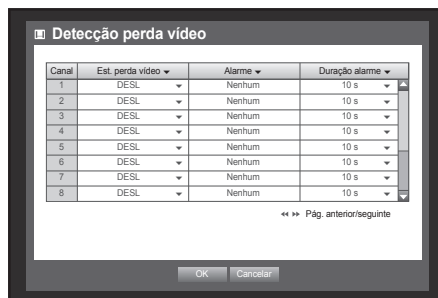 Detecção perda vídeo
Canal Est. perda vídeo Alarme Duração alarme
1 DESL Nenhum 10 s
2 DESL Nenhum 10 s
3 DESL Nenhum 10 s
4 DESL Nenhum 10 s
5 DESL Nenhum 10 s
6 DESL Nenhum 10 s
7 DESL Nenhum 10 s
8 DESL Nenhum 10 s
Pág. anterior/seguinte
OK Cancelar